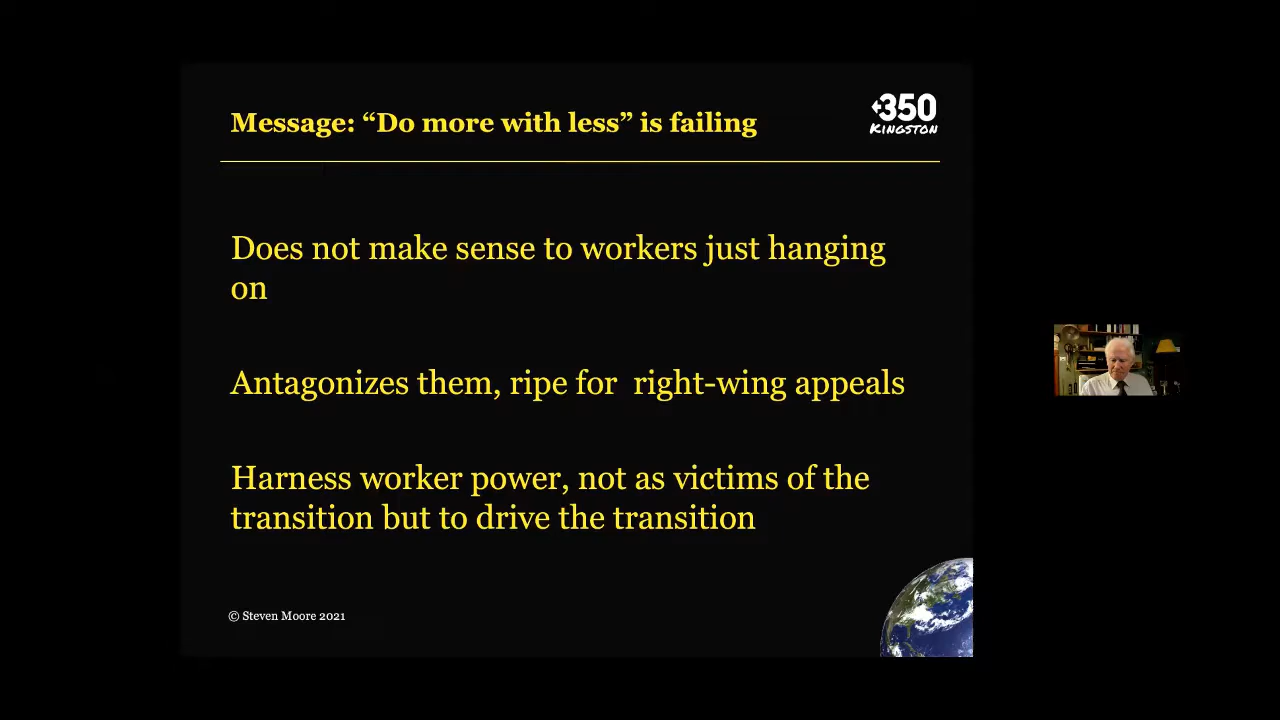 Message: “Do more with less” is failing
350
KINGSTON
Does not make sense to workers just hanging
on
Antagonizes them, ripe for  right-wing appeals
Harness worker power, not as victims of the
transition but to drive the transition
© Steven Moore 2021